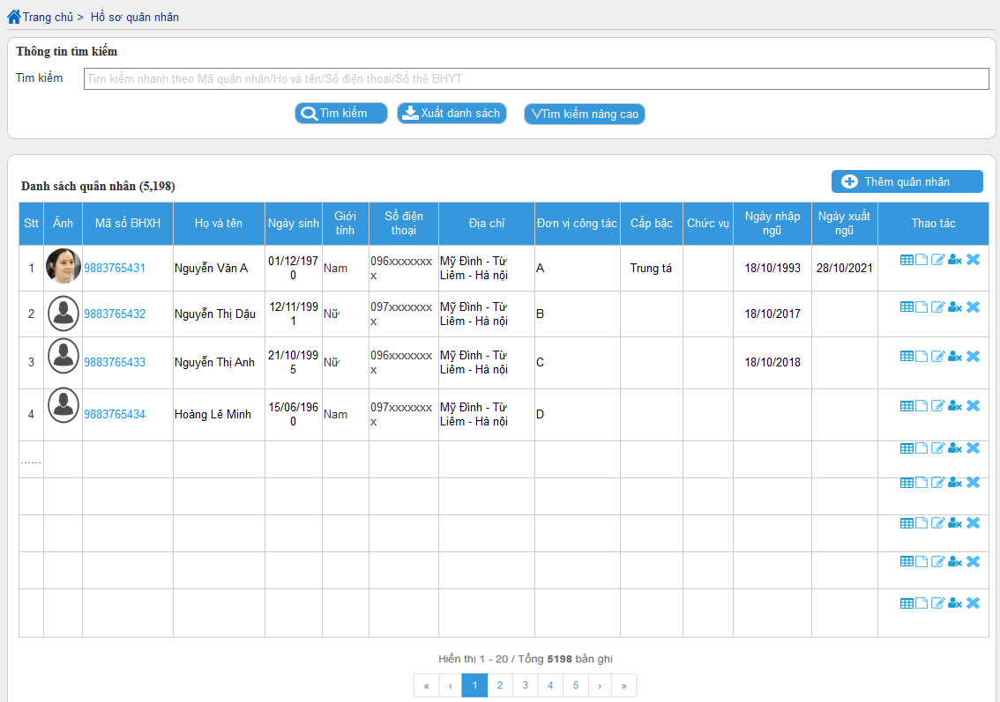 Trang chủ > Hồ sơ quân nhân
Thông tin tìm kiếm
Tìm kiếm Tìm kiếm nhanh theo Mã quân nhân/Họ và tên/Số điện thoại/Số thẻ BHYT
Tìm kiếm Xuất danh sách Tìm kiếm nâng cao
Danh sách quân nhân (5,198) Thêm quân nhân
Stt Ảnh Mã số BHXH Họ và tên Ngày sinh Giới tính Số điện thoại Địa chỉ Đơn vị công tác Cấp bậc Chức vụ Ngày nhập ngũ Ngày xuất ngũ Thao tác
1 9883765431 Nguyễn Văn A 01/12/1970 Nam 096xxxxxxxx Mỹ Đình - Từ Liêm - Hà nội A Trung tá 18/10/1993 28/10/2021
2 9883765432 Nguyễn Thị Dậu 12/11/1991 Nữ 097xxxxxxxx Mỹ Đình - Từ Liêm - Hà nội B 18/10/2017
3 9883765433 Nguyễn Thị Anh 21/10/1995 Nữ 096xxxxxxxx Mỹ Đình - Từ Liêm - Hà nội C 18/10/2018
4 9883765434 Hoàng Lê Minh 15/06/1960 Nam 097xxxxxxxx Mỹ Đình - Từ Liêm - Hà nội D
......
Hiển thị 1 - 20 / Tổng 5198 bản ghi
« ‹ 1 2 3 4 5 › »